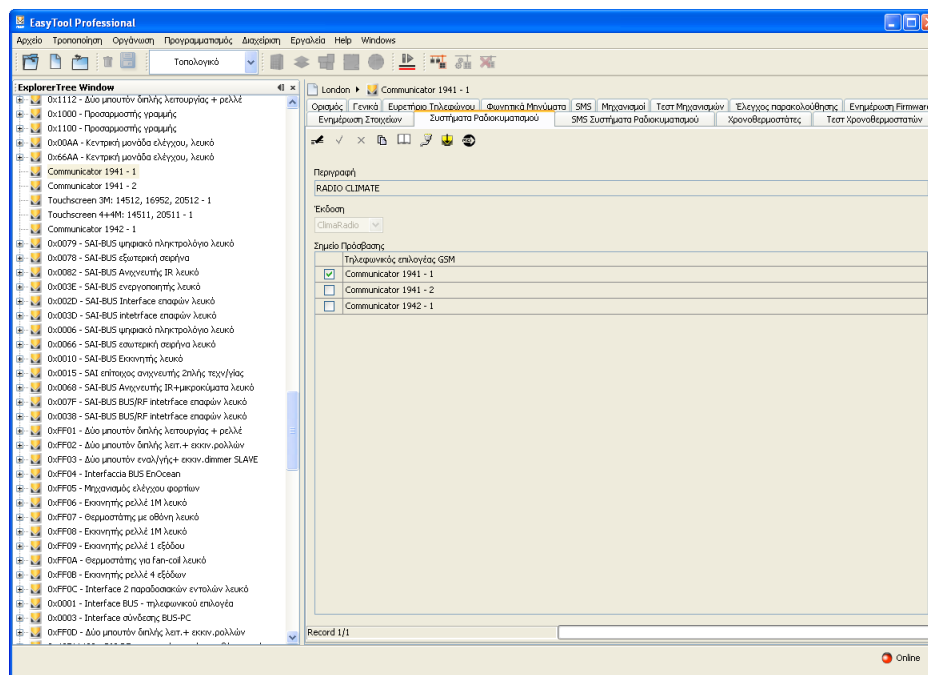 EasyTool Professional
Αρχείο Τροποποίηση Οργάνωση Προγραμματισμός Διαχείριση Εργαλεία Help Windows
Τοπολογικό
ExplorerTree Window
0x1112 - Δύο μπουτόν διπλής λειτουργίας + ρελλέ
0x1000 - Προσαρμοστής γραμμής
0x1100 - Προσαρμοστής γραμμής
0x00AA - Κεντρική μονάδα ελέγχου, λευκό
0x66AA - Κεντρική μονάδα ελέγχου, λευκό
Communicator 1941 - 1
Communicator 1941 - 2
Touchscreen 3M: 14512, 16952, 20512 - 1
Touchscreen 4+4M: 14511, 20511 - 1
Communicator 1942 - 1
0x0079 - SAI-BUS ψηφιακό πληκτρολόγιο λευκό
0x0078 - SAI-BUS εξωτερική σειρήνα
0x0082 - SAI-BUS Ανιχνευτής IR λευκό
0x003E - SAI-BUS ενεργοποιητής λευκό
0x002D - SAI-BUS Interface επαφών λευκό
0x003D - SAI-BUS intetrface επαφών λευκό
0x0006 - SAI-BUS ψηφιακό πληκτρολόγιο λευκό
0x0066 - SAI-BUS εσωτερική σειρήνα λευκό
0x0010 - SAI-BUS Εκκινητής λευκό
0x0015 - SAI επίτοιχος ανιχνευτής 2πλής τεχν/γίας
0x0068 - SAI-BUS Ανιχνευτής IR+μικροκύματα λευκό
0x007F - SAI-BUS BUS/RF intetrface επαφών λευκό
0x0038 - SAI-BUS BUS/RF intetrface επαφών λευκό
0xFF01 - Δύο μπουτόν διπλής λειτουργίας + ρελλέ
0xFF02 - Δύο μπουτόν διπλής λειτ.+ εκκιν.ρολλών
0xFF03 - Δύο μπουτόν εναλ/γής+ εκκιν.dimmer SLAVE
0xFF04 - Interfaccia BUS EnOcean
0xFF05 - Μηχανισμός ελέγχου φορτίων
0xFF06 - Εκκινητής ρελλέ 1M λευκό
0xFF07 - Θερμοστάτης με οθόνη λευκό
0xFF08 - Εκκινητής ρελλέ 1M λευκό
0xFF09 - Εκκινητής ρελλέ 1 εξόδου
0xFF0A - Θερμοστάτης για fan-coil λευκό
0xFF0B - Εκκινητής ρελλέ 4 εξόδων
0xFF0C - Interface 2 παραδοσιακών εντολών λευκό
0x0001 - Interface BUS - τηλεφωνικού επιλογέα
0x0003 - Interface σύνδεσης BUS-PC
0xFF0D - Δύο μπουτόν διπλής λειτ.+ εκκιν.ρολλών
London Communicator 1941 - 1
Ορισμός Γενικά Ευρετήριο Τηλεφώνου Φωνητικά Μηνύματα SMS Μηχανισμοί Τεστ Μηχανισμών Έλεγχος παρακολούθησης Ενημέρωση Firmware
Ενημέρωση Στοιχείων Συστήματα Ραδιοκυματισμού SMS Συστήματα Ραδιοκυματισμού Χρονοθερμοστάτες Τεστ Χρονοθερμοστατών
Περιγραφή
RADIO CLIMATE
Έκδοση
ClimaRadio
Σημείο Πρόσβασης
Τηλεφωνικός επιλογέας GSM
Communicator 1941 - 1
Communicator 1941 - 2
Communicator 1942 - 1
Record 1/1
Online